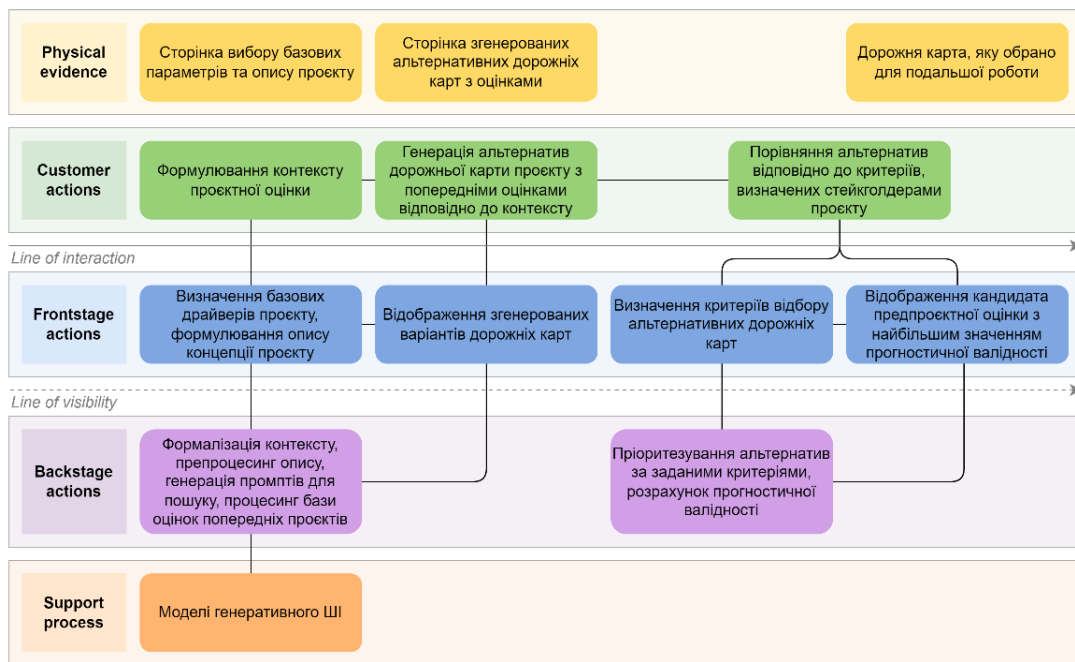 Physical
evidence
Сторінка вибору базових
параметрів та опису проєкту
Сторінка згенерованих
альтернативних дорожніх
карт з оцінками
Дорожня карта, яку обрано
для подальшої роботи
Customer
actions
Формулювання контексту
проєктної оцінки
Генерація альтернатив
дорожньої карти проєкту з
попередніми оцінками
відповідно до контексту
Порівняння альтернатив
відповідно до критеріїв,
визначених стейкголдерами
проєкту
Line of interaction
Frontstage
actions
Визначення базових
драйверів проєкту,
формулювання опису
концепції проєкту
Відображення згенерованих
варіантів дорожніх карт
Визначення критеріїв відбору
альтернативних дорожніх
карт
Відображення кандидата
предпроєктної оцінки з
найбільшим значенням
прогностичної валідності
Line of visibility
Backstage
actions
Формалізація контексту,
препроцесинг опису,
генерація промптів для
пошуку, процесинг бази
оцінок попередніх проєктів
Пріоритезування альтернатив
за заданими критеріями,
розрахунок прогностичної
валідності
Support
process
Моделі генеративного ШІ